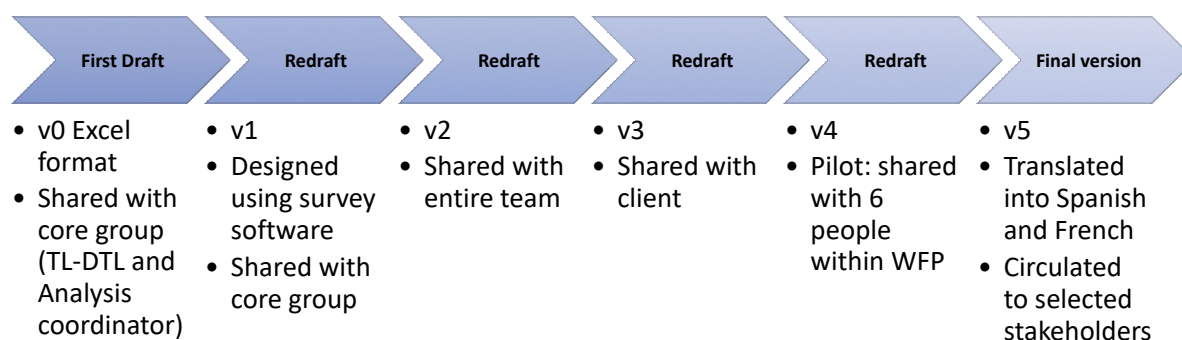 First Draft
Redraft
Redraft
Redraft
Redraft
Final version
• v0 Excel
format
• Shared with
core group
(TL-DTL and
Analysis
coordinator)
• v1
• Designed
using survey
software
• Shared with
core group
• v2
• Shared with
entire team
• v3
• Shared with
client
• v4
• Pilot: shared
with 6
people
within WFP
• v5
• Translated
into Spanish
and French
• Circulated
to selected
stakeholders